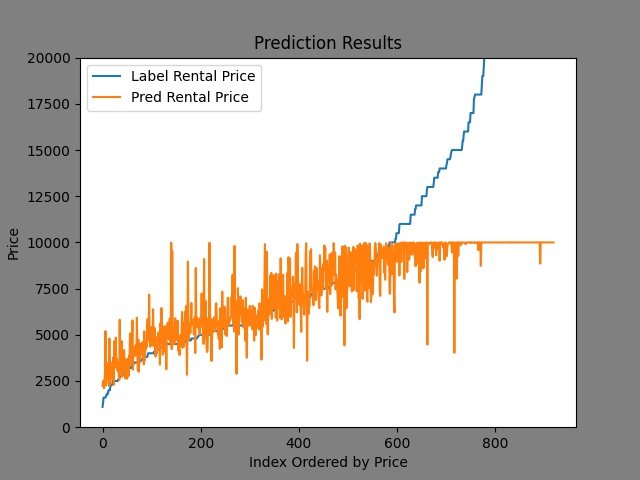 Prediction Results
Label Rental Price
Pred Rental Price
Price
20000
17500
15000
12500
10000
7500
5000
2500
0
0 200 400 600 800
Index Ordered by Price